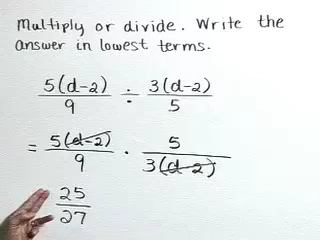 Multiply or divide. Write the
answer in lowest terms.
5(d-2)/9 ÷ 3(d-2)/5
= 5(d-2)/9 · 5/3(d-2)
25/27